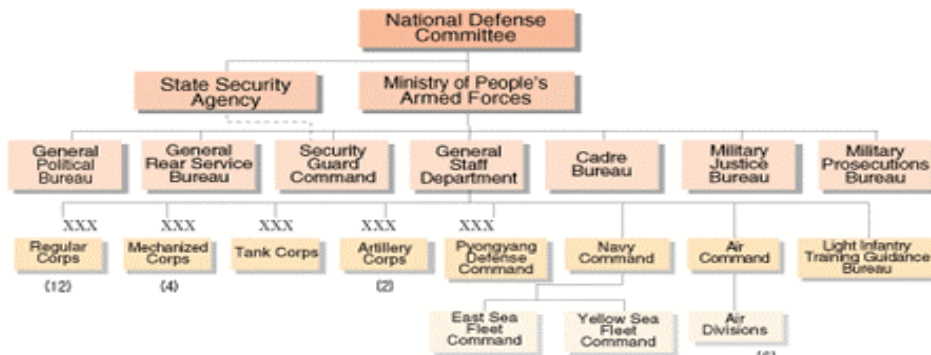 National Defense
Committee
State Security
Agency
Ministry of People's
Armed Forces
General
Political
Bureau
General
Rear Service
Bureau
Security
Guard
Command
General
Staff
Department
Cadre
Bureau
Military
Justice
Bureau
Military
Prosecutions
Bureau
XXX
XXX
XXX
XXX
XXX
Regular
Corps
Mechanized
Corps
Tank Corps
Artillery
Corps
Pyongyang
Defense
Command
Navy
Command
Air
Command
Light Infantry
Training Guidance
Bureau
(12)
(4)
(2)
East Sea
Fleet
Command
Yellow Sea
Fleet
Command
Air
Divisions